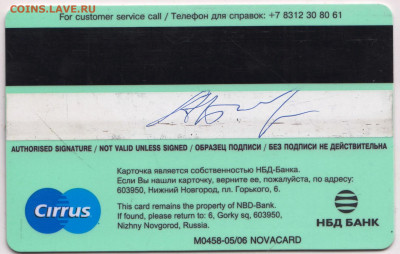 COINS.LAVE.RU
For customer service call / Телефон для справок: +7 8312 30 80 61
AUTHORISED SIGNATURE / NOT VALID UNLESS SIGNED / ОБРАЗЕЦ ПОДПИСИ / БЕЗ ПОДПИСИ НЕ ДЕЙСТВИТЕЛЬНА
Карточка является собственностью НБД-Банка.
Если Вы нашли карточку, верните ее, пожалуйста, по адресу:
603950, Нижний Новгород, пл. Горького, 6.
This card remains the property of NBD-Bank.
If found, please return to: 6, Gorky sq, 603950,
Nizhny Novgorod, Russia.
Cirrus
НБД БАНК
M0458-05/06 NOVACARD